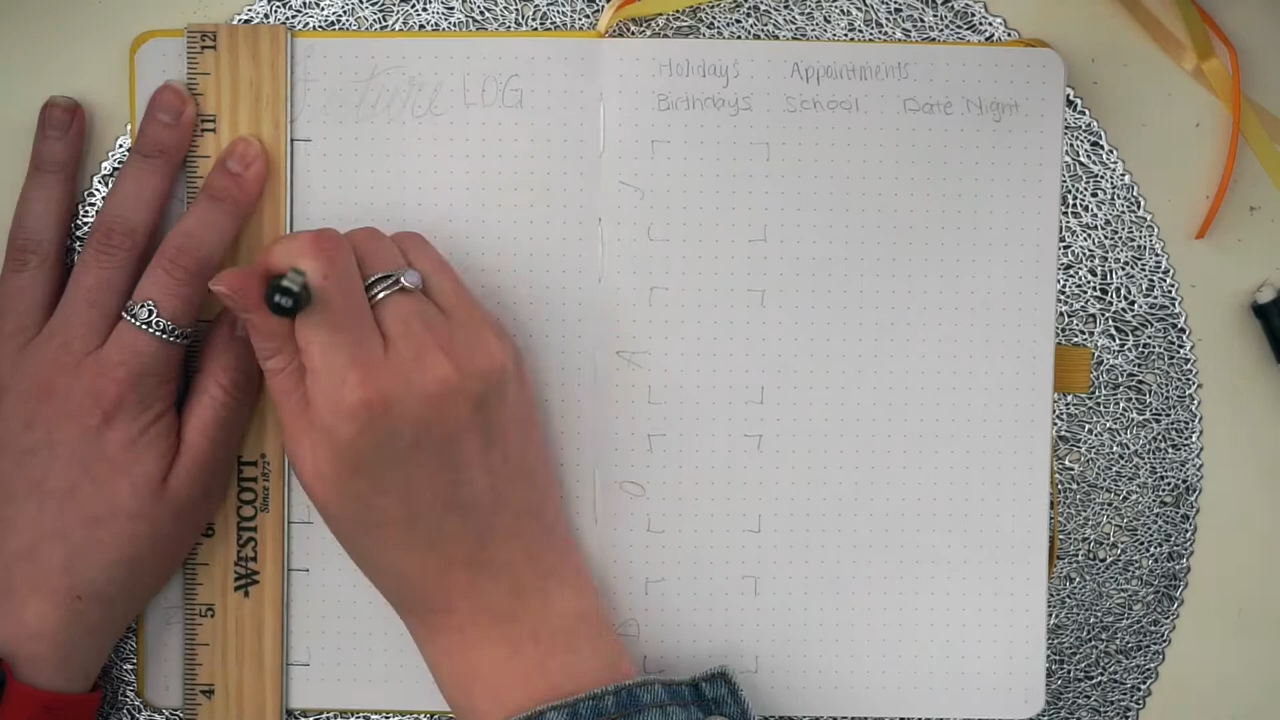 LOG
Holidays Appointments
Birthdays School Date Night
J
A
O
D
12
11
6
5
4
WESTCOTT
Since 1872®